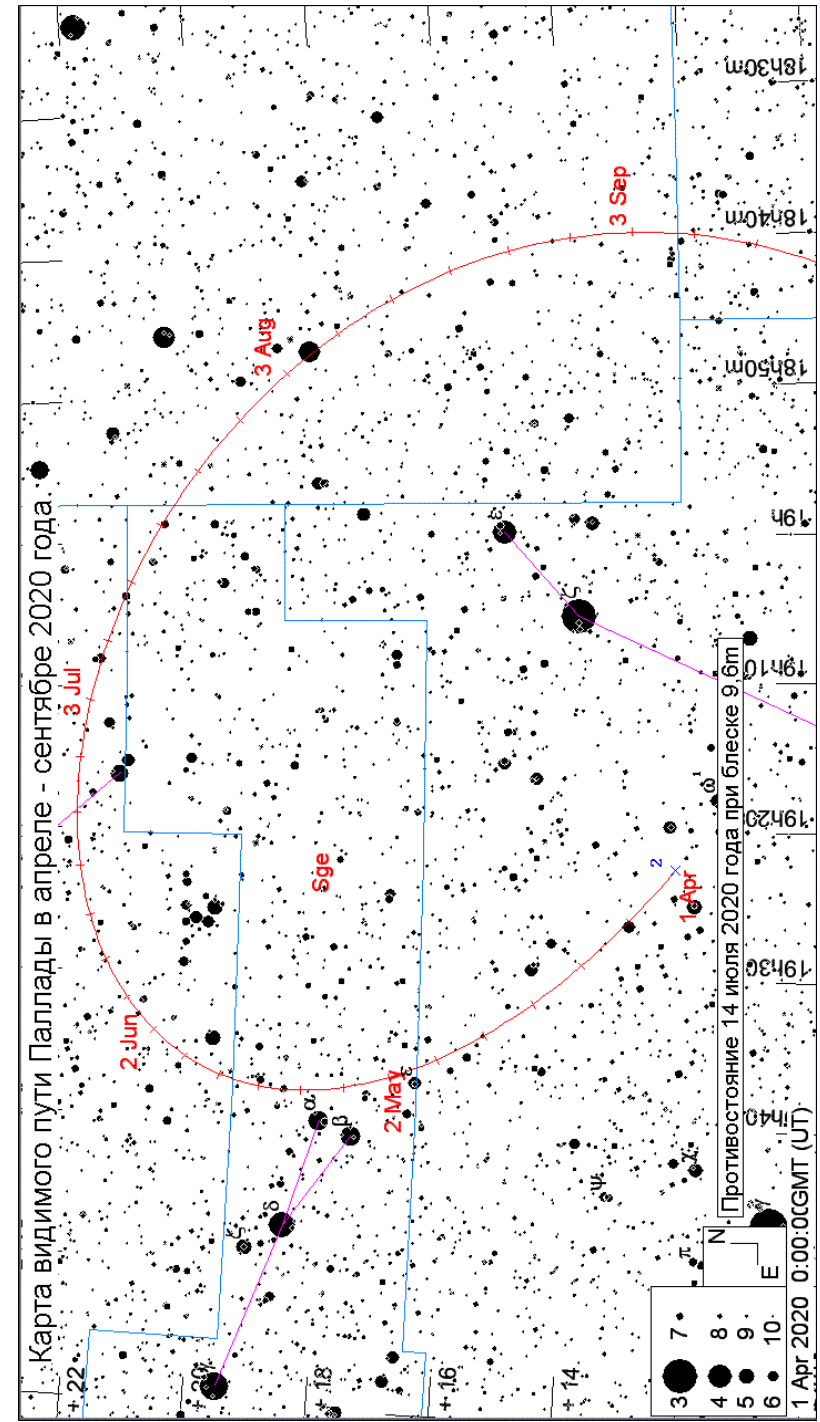 Карта видимого пути Паллады в апреле - сентябре 2020 года.
+22
+20
+18
+16
+14
18h30m
18h40m
18h50m
19h
19h10m
19h20m
19h30m
h40m
1 Apr
2 May
2 Jun
3 Jul
3 Aug
3 Sep
2
Sge
α
β
δ
ζ
γ
ε
ε
ζ
ω¹
ψ
χ
π
γ
Противостояние 14 июля 2020 года при блеске 9,6m
N
E
3 7
4 8
5 9
6 10
1 Apr 2020 0:00:00GMT (UT)